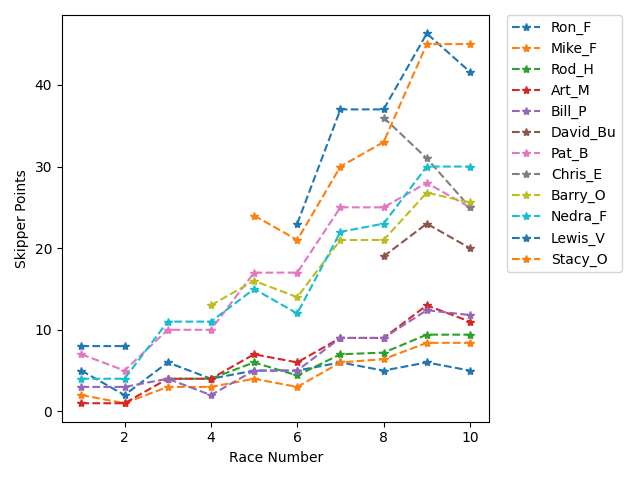 Skipper Points
40
30
20
10
0
2 4 6 8 10
Race Number
Ron_F
Mike_F
Rod_H
Art_M
Bill_P
David_Bu
Pat_B
Chris_E
Barry_O
Nedra_F
Lewis_V
Stacy_O